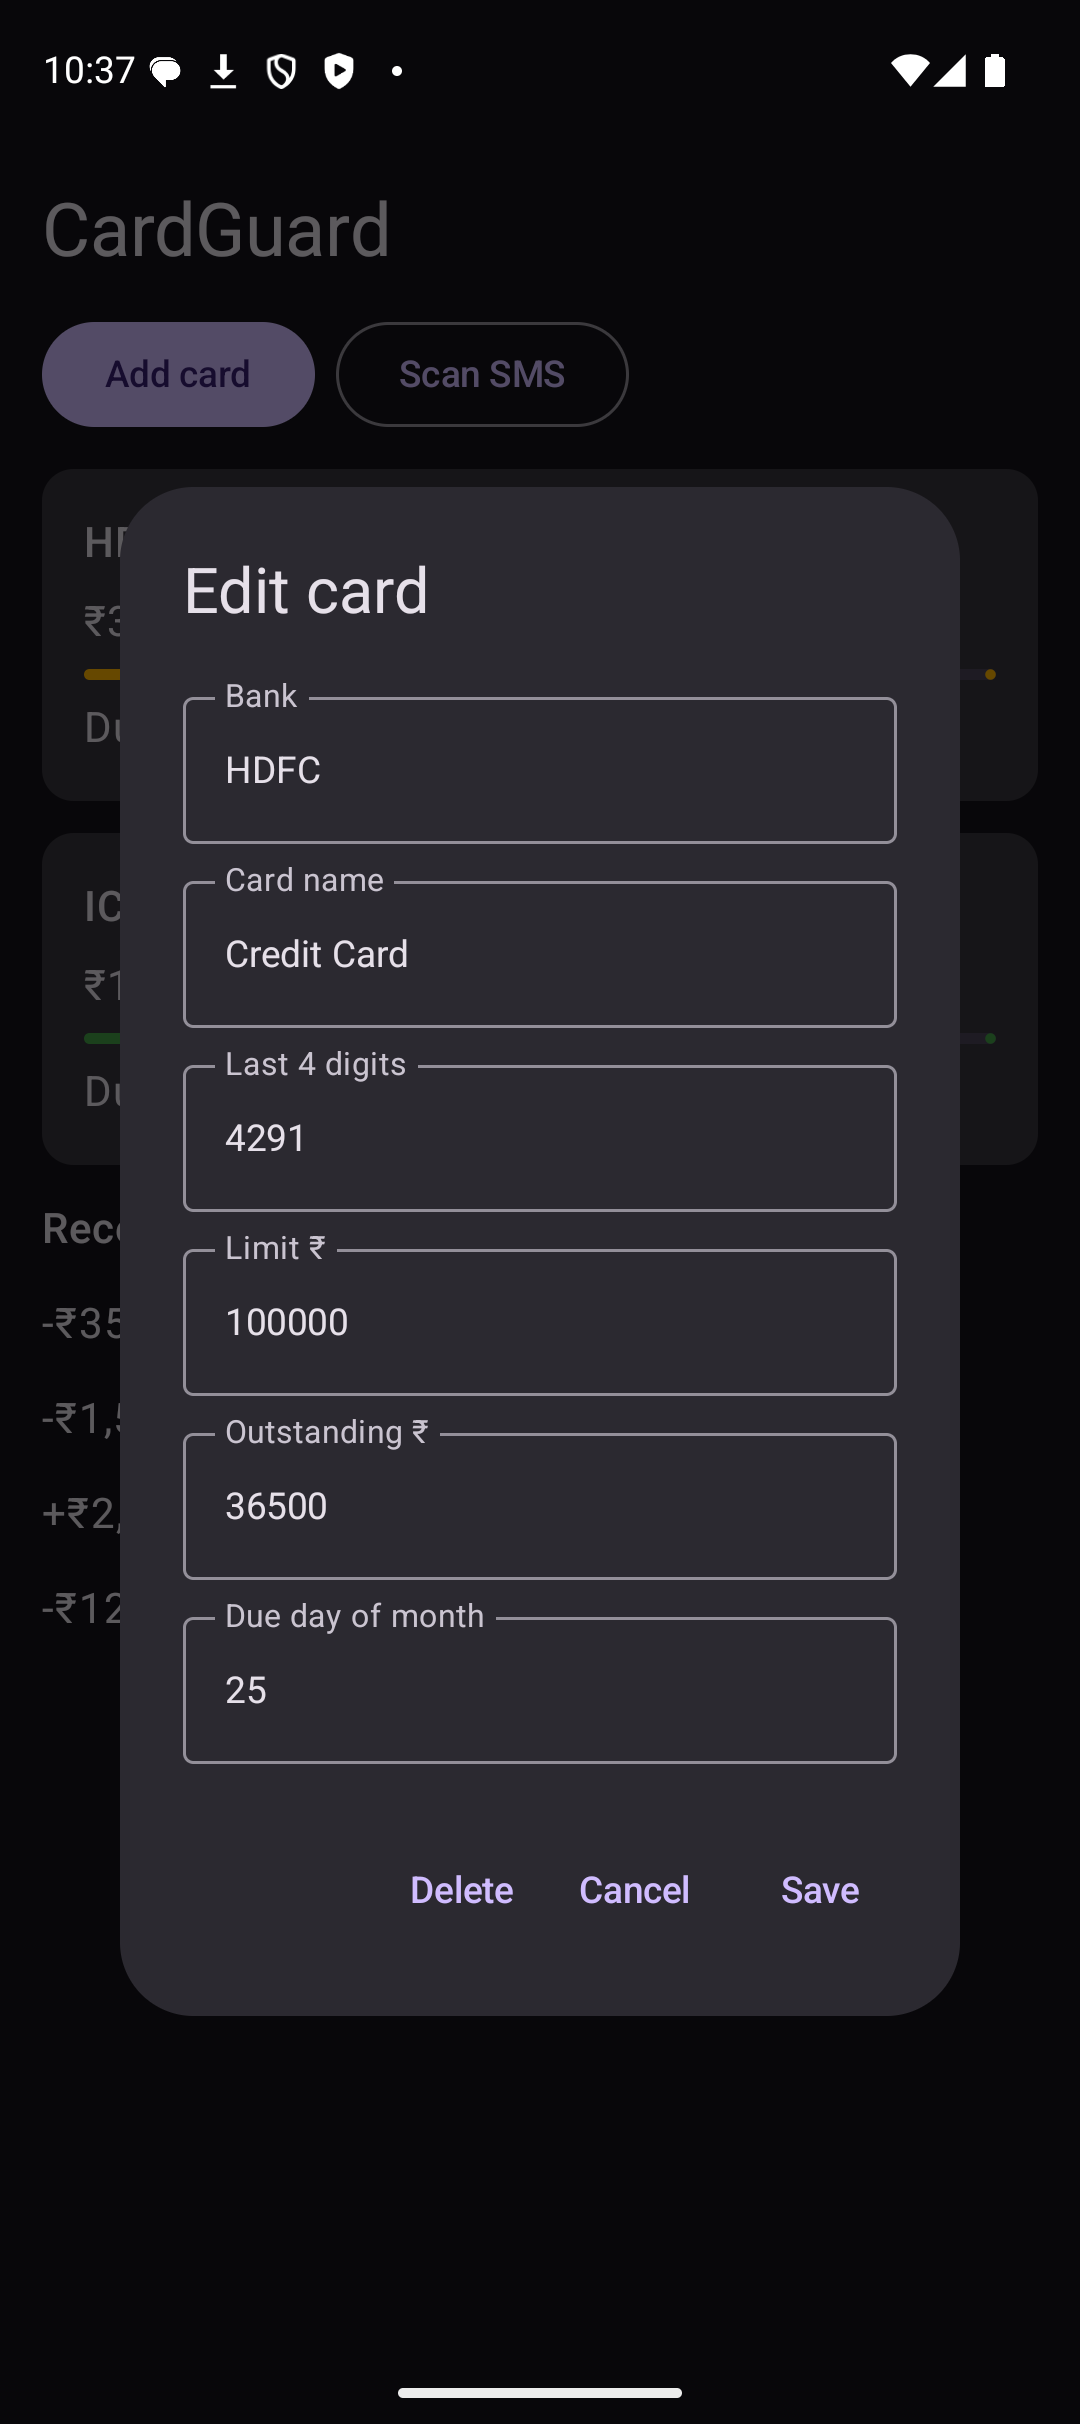 10:37
CardGuard
Add card
Scan SMS
Edit card
Bank
HDFC
Card name
Credit Card
Last 4 digits
4291
Limit ₹
100000
Outstanding ₹
36500
Due day of month
25
Delete
Cancel
Save